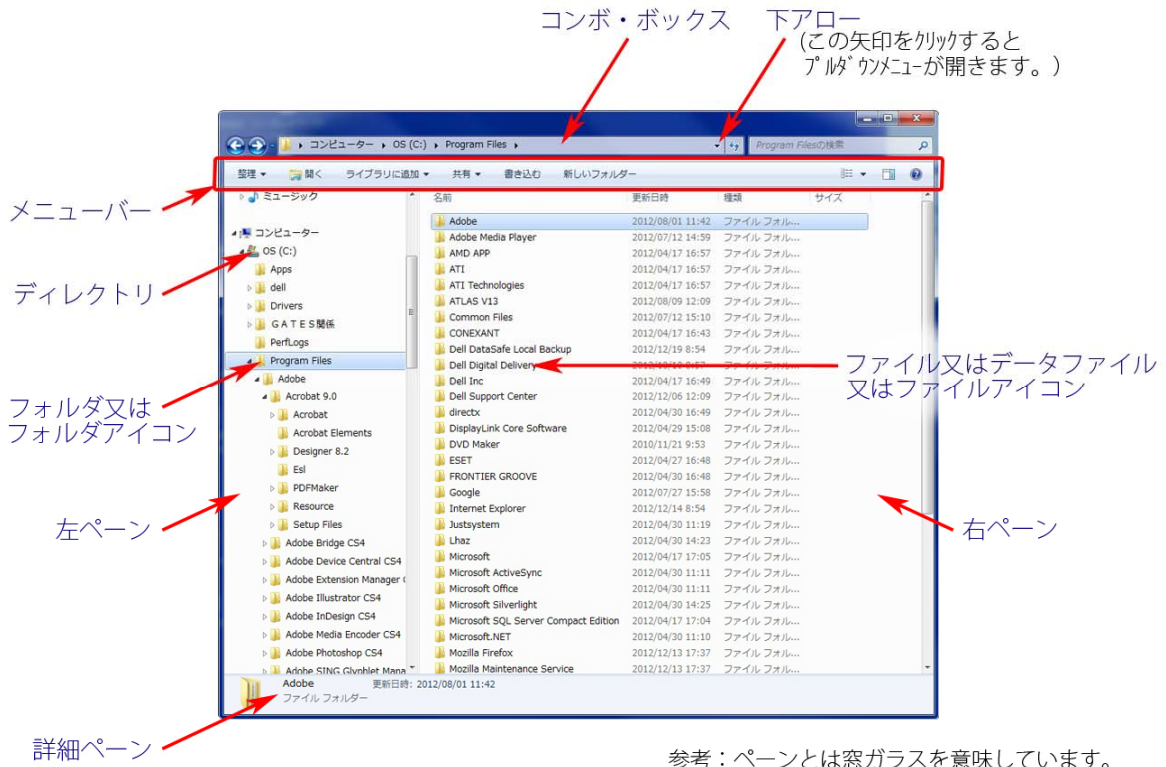 コンボ・ボックス
下アロー
(この矢印をｸﾘｯｸすると
ﾌﾟﾙﾀﾞｳﾝﾒﾆｭｰが開きます。)
コンピューター
OS (C:)
Program Files
Program Filesの検索
整理
開く
ライブラリに追加
共有
書き込む
新しいフォルダー
メニューバー
ディレクトリ
フォルダ又は
フォルダアイコン
左ペーン
詳細ペーン
ミュージック
コンピューター
OS (C:)
Apps
dell
Drivers
ＧＡＴＥＳ関係
PerfLogs
Program Files
Adobe
Acrobat 9.0
Acrobat
Acrobat Elements
Designer 8.2
Esl
PDFMaker
Resource
Setup Files
Adobe Bridge CS4
Adobe Device Central CS4
Adobe Extension Manager
Adobe Illustrator CS4
Adobe InDesign CS4
Adobe Media Encoder CS4
Adobe Photoshop CS4
Adobe SING Glyphlet Mana
名前 更新日時 種類 サイズ
Adobe 2012/08/01 11:42 ファイル フォル...
Adobe Media Player 2012/07/12 14:59 ファイル フォル...
AMD APP 2012/04/17 16:57 ファイル フォル...
ATI 2012/04/17 16:57 ファイル フォル...
ATI Technologies 2012/04/17 16:57 ファイル フォル...
ATLAS V13 2012/08/09 12:09 ファイル フォル...
Common Files 2012/07/12 15:10 ファイル フォル...
CONEXANT 2012/04/17 16:43 ファイル フォル...
Dell DataSafe Local Backup 2012/12/19 8:54 ファイル フォル...
Dell Digital Delivery ファイル フォル...
Dell Inc 2012/04/17 16:49 ファイル フォル...
Dell Support Center 2012/12/06 12:09 ファイル フォル...
directx 2012/04/30 16:49 ファイル フォル...
DisplayLink Core Software 2012/04/29 15:08 ファイル フォル...
DVD Maker 2010/11/21 9:53 ファイル フォル...
ESET 2012/04/27 16:48 ファイル フォル...
FRONTIER GROOVE 2012/04/30 16:48 ファイル フォル...
Google 2012/07/27 15:58 ファイル フォル...
Internet Explorer 2012/12/14 8:54 ファイル フォル...
Justsystem 2012/04/30 11:19 ファイル フォル...
Lhaz 2012/04/30 14:23 ファイル フォル...
Microsoft 2012/04/17 17:05 ファイル フォル...
Microsoft ActiveSync 2012/04/30 11:11 ファイル フォル...
Microsoft Office 2012/04/30 11:11 ファイル フォル...
Microsoft Silverlight 2012/04/30 14:25 ファイル フォル...
Microsoft SQL Server Compact Edition 2012/04/17 17:04 ファイル フォル...
Microsoft.NET 2012/04/30 11:10 ファイル フォル...
Mozilla Firefox 2012/12/13 17:37 ファイル フォル...
Mozilla Maintenance Service 2012/12/13 17:37 ファイル フォル...
ファイル又はデータファイル
又はファイルアイコン
右ペーン
Adobe 更新日時: 2012/08/01 11:42
ファイル フォルダー
参考：ペーンとは窓ガラスを意味しています。